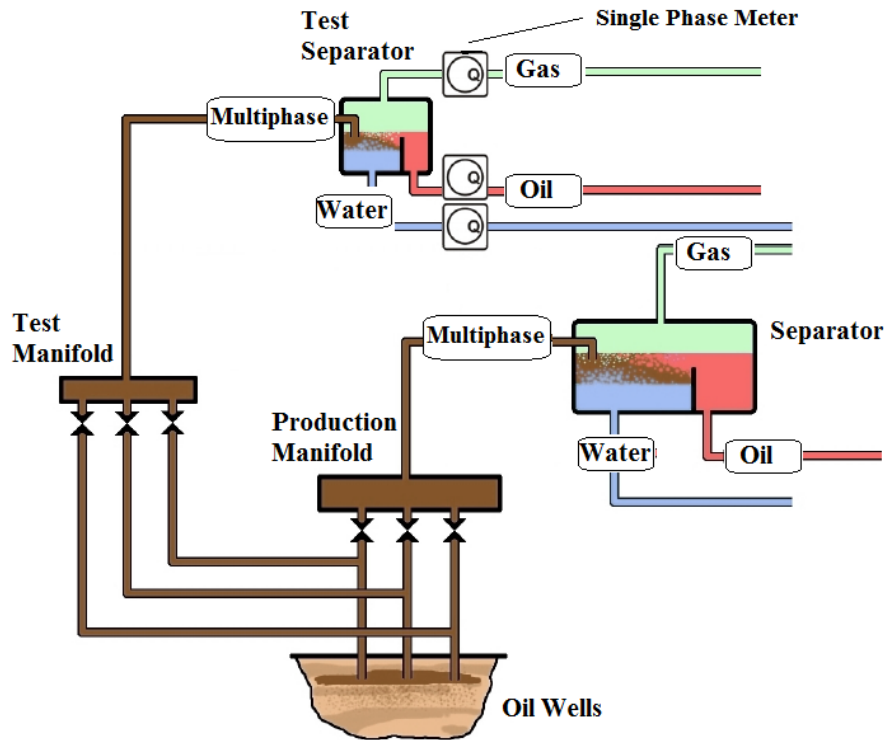 Test
Separator
Single Phase Meter
Q
Gas
Multiphase
Q
Oil
Water
Q
Gas
Test
Manifold
Multiphase
Separator
Production
Manifold
Water
Oil
Oil Wells